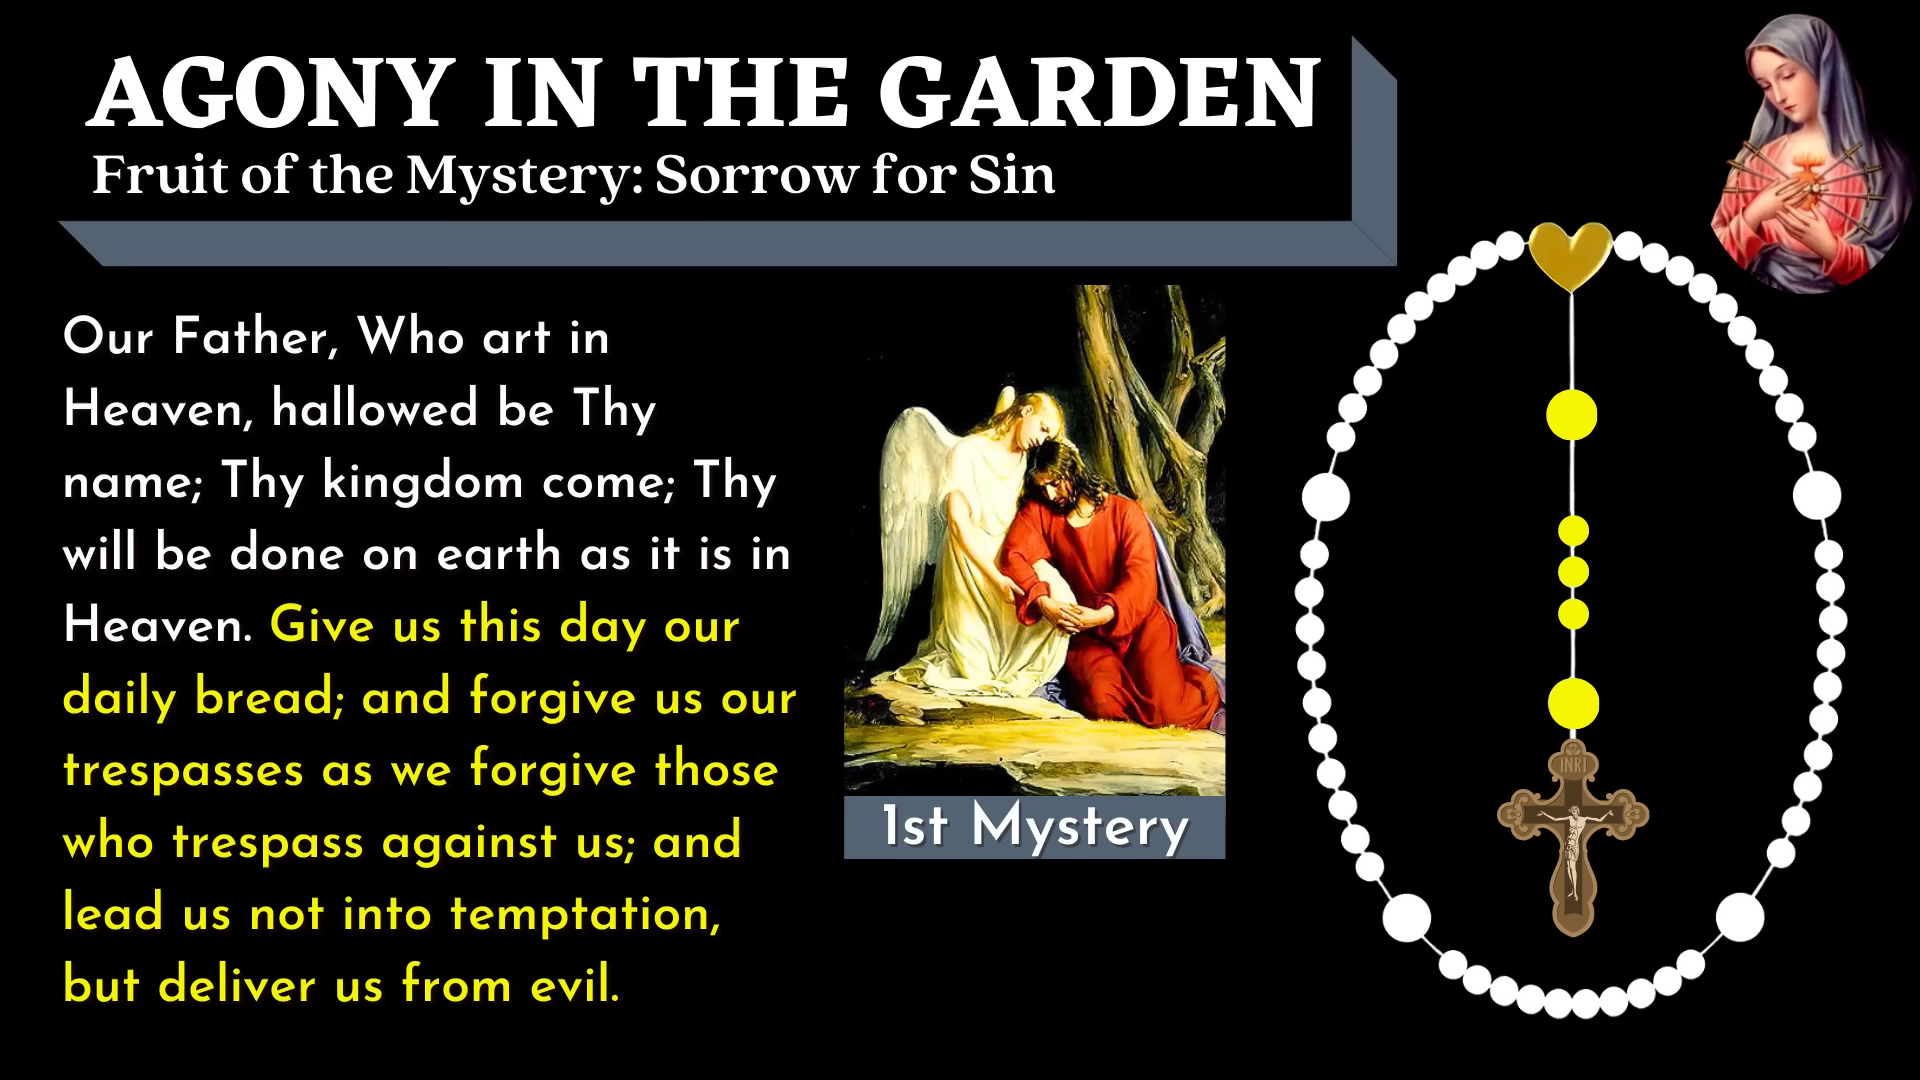 AGONY IN THE GARDEN
Fruit of the Mystery: Sorrow for Sin
Our Father, Who art in
Heaven, hallowed be Thy
name; Thy kingdom come; Thy
will be done on earth as it is in
Heaven. Give us this day our
daily bread; and forgive us our
trespasses as we forgive those
who trespass against us; and
lead us not into temptation,
but deliver us from evil.
1st Mystery
INRI